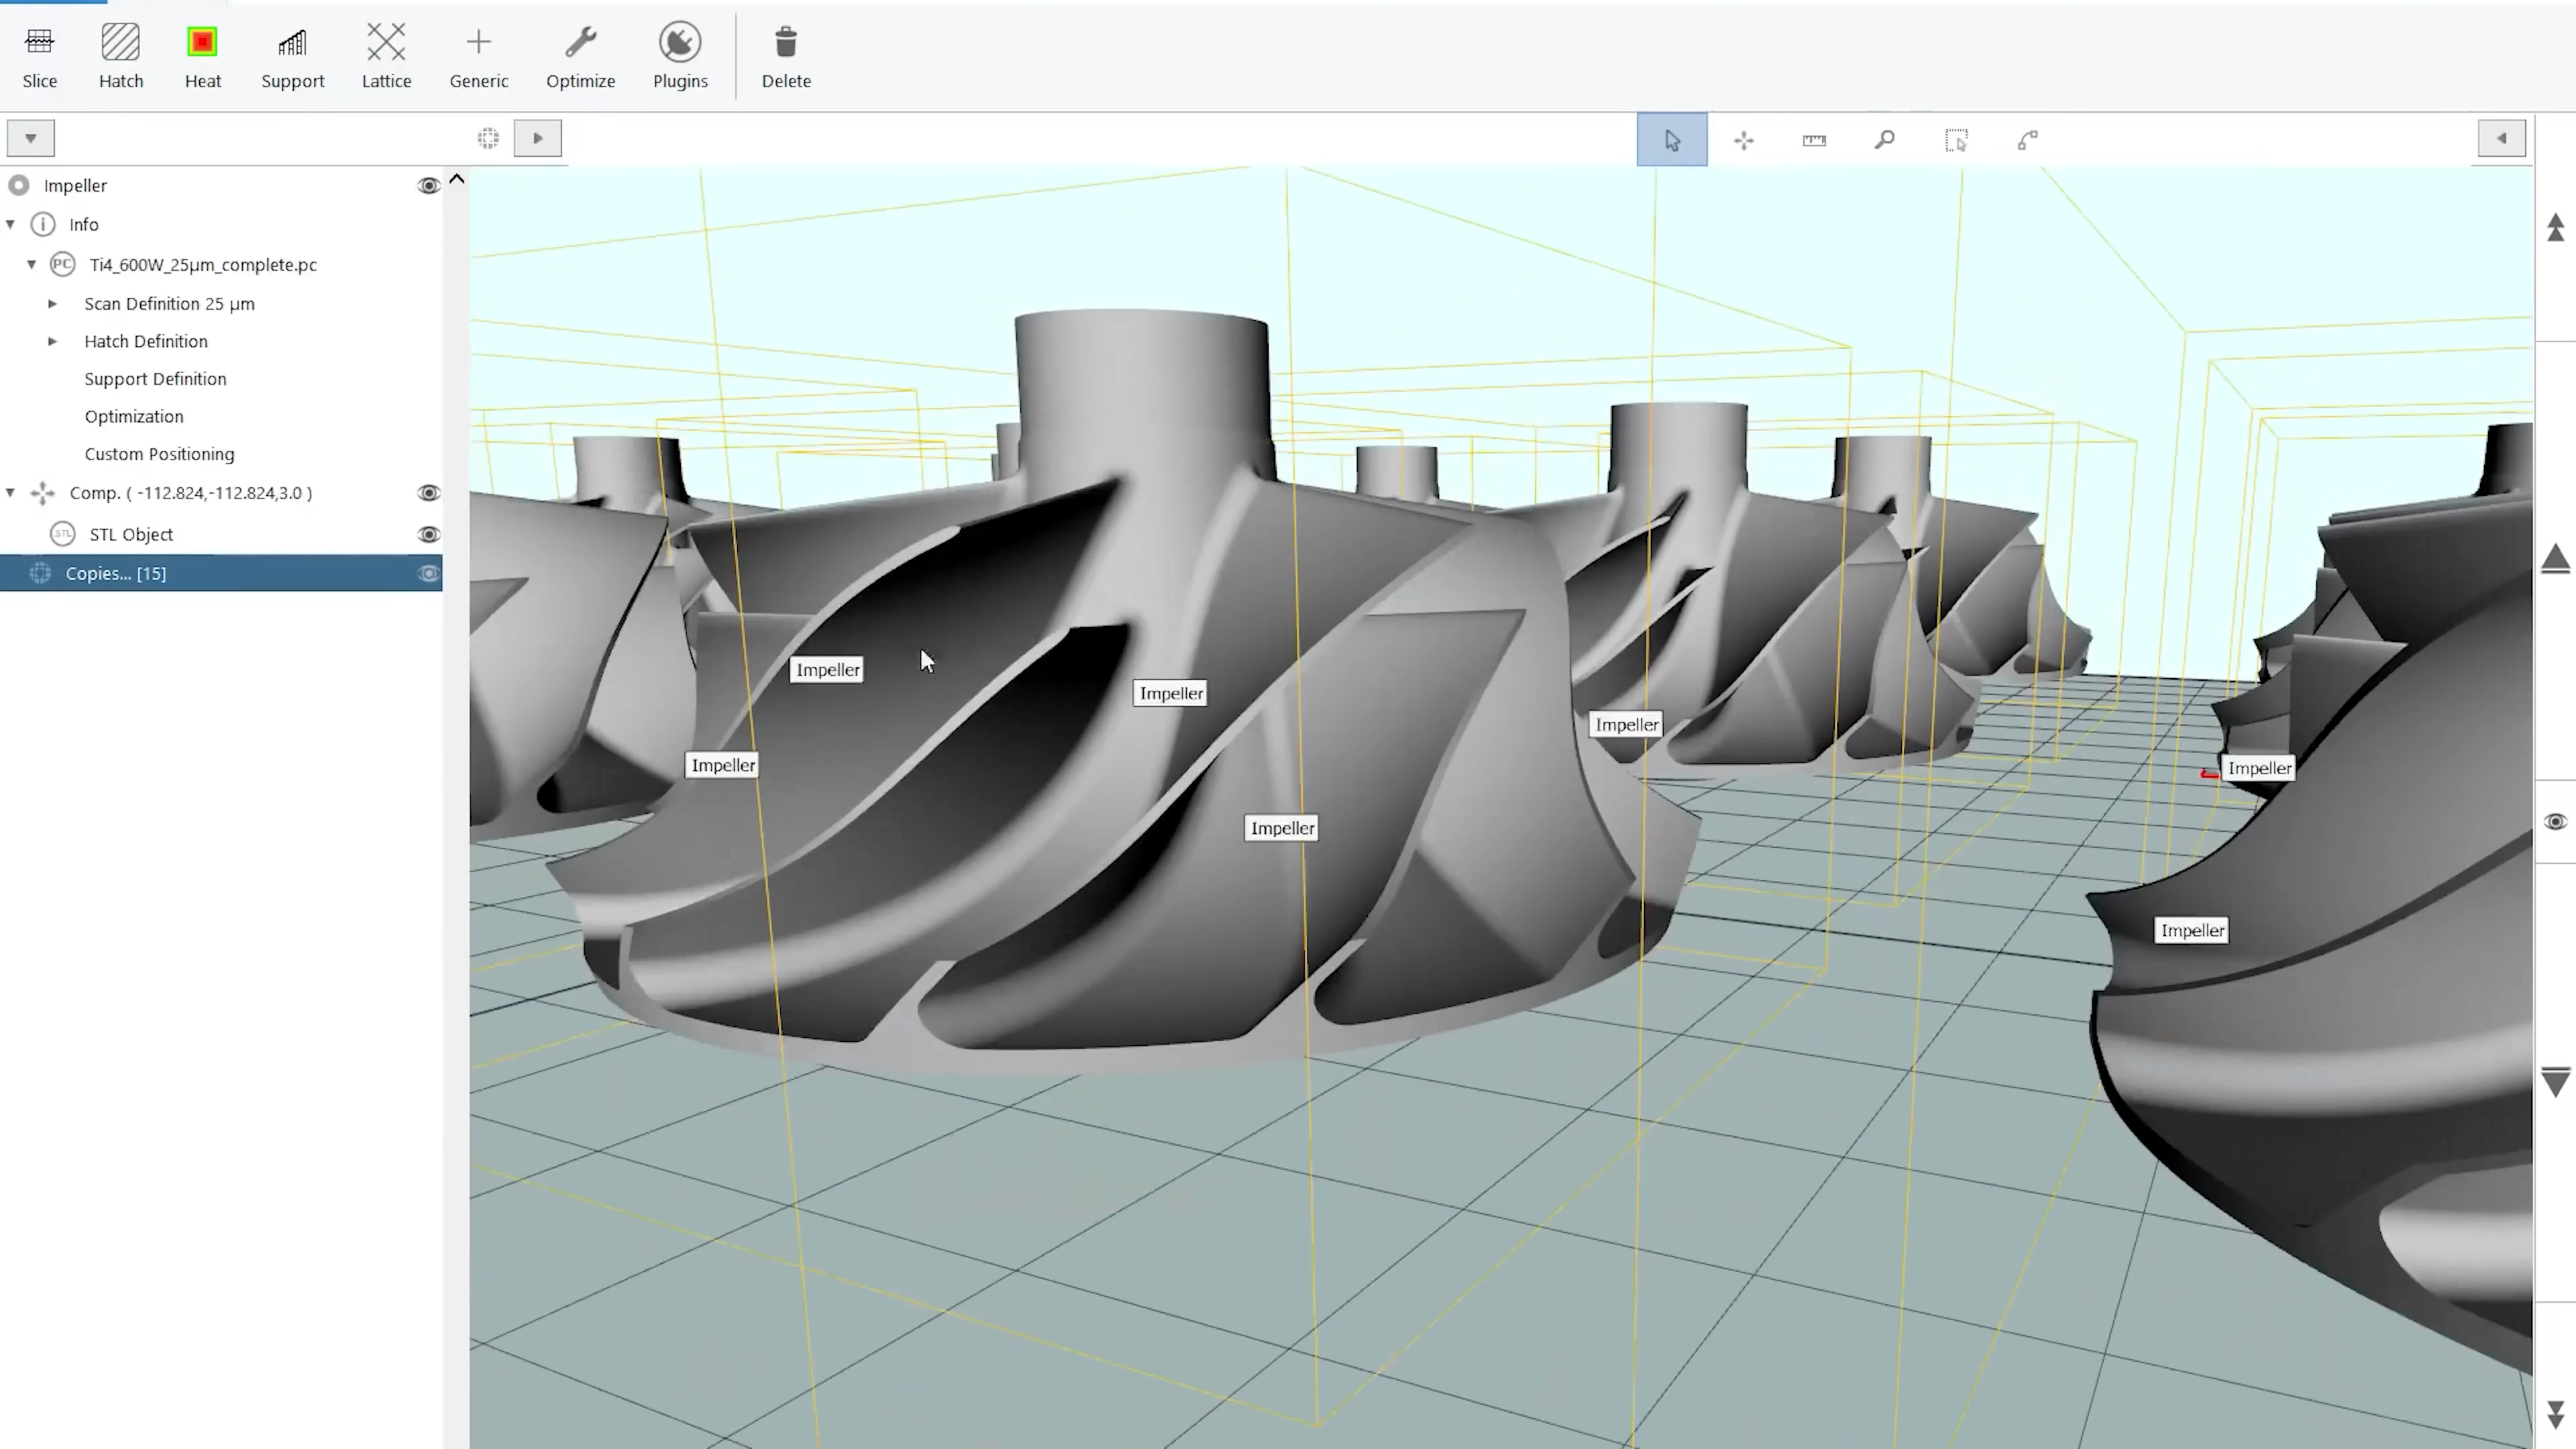 Slice Hatch Heat Support Lattice Generic Optimize Plugins Delete
Impeller
Info
PC Ti4_600W_25µm_complete.pc
Scan Definition 25 µm
Hatch Definition
Support Definition
Optimization
Custom Positioning
Comp. ( -112.824,-112.824,3.0 )
STL STL Object
Copies... [15]
Impeller
Impeller
Impeller
Impeller
Impeller
Impeller
Impeller